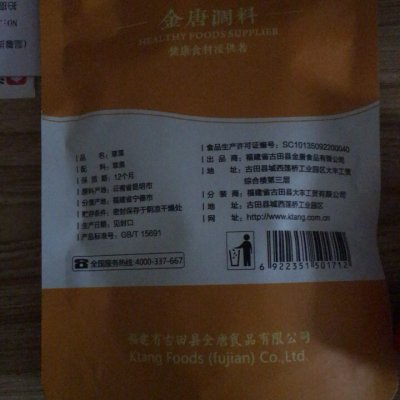 金唐调料
HEALTHY FOODS SUPPLIER
健康食材提供者
品 名：草菓
配 料：草菓
保 质 期：12个月
原料产地：云南省昆明市
分装产地：福建省宁德市
贮存条件：密封保存于阴凉干燥处
生产日期：见封口
产品标准号：GB/T 15691
全国服务热线：4000-337-667
食品生产许可证编号：SC10135092200040
出 品 商：福建省古田县金唐食品有限公司
地 址：古田县城西莲桥工业园区大丰工贸
综合楼第三层
分 装 商：福建省古田县大丰工贸有限公司
地 址：古田县城西莲桥工业园区
网 址：http://www.ktang.com.cn
6 922351 501712
福建省古田县金唐食品有限公司
Ktang Foods (fujian) Co.,Ltd.